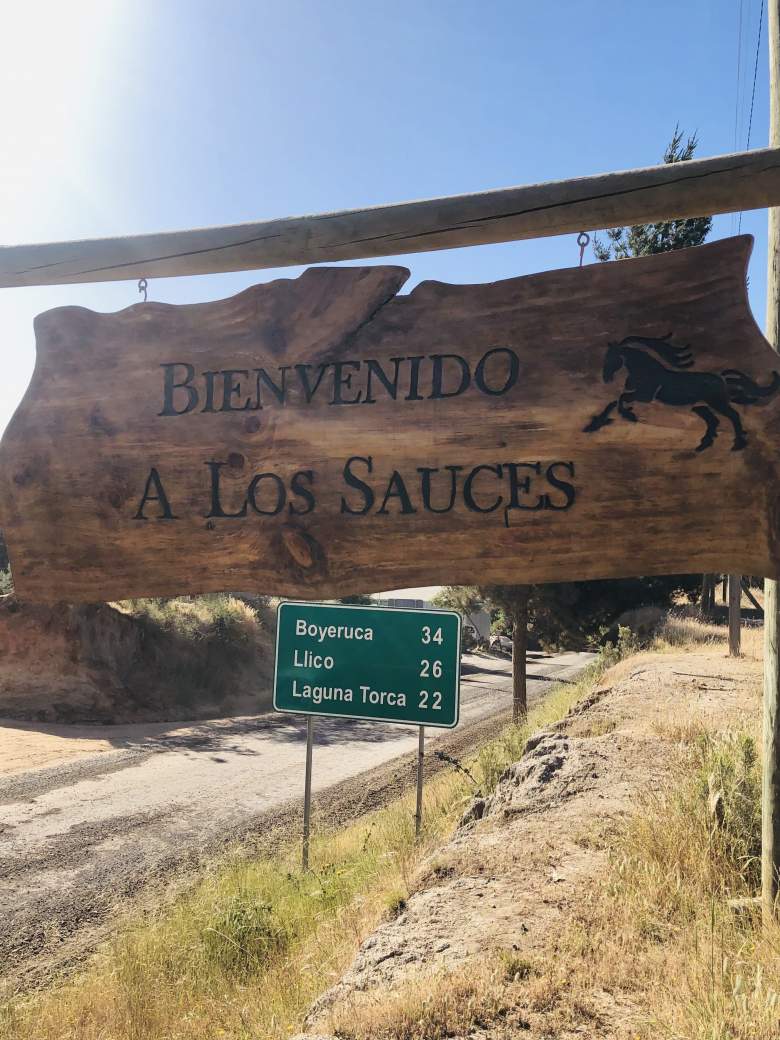 Bienvenido
A Los Sauces
Boyeruca 34
Llico 26
Laguna Torca 22